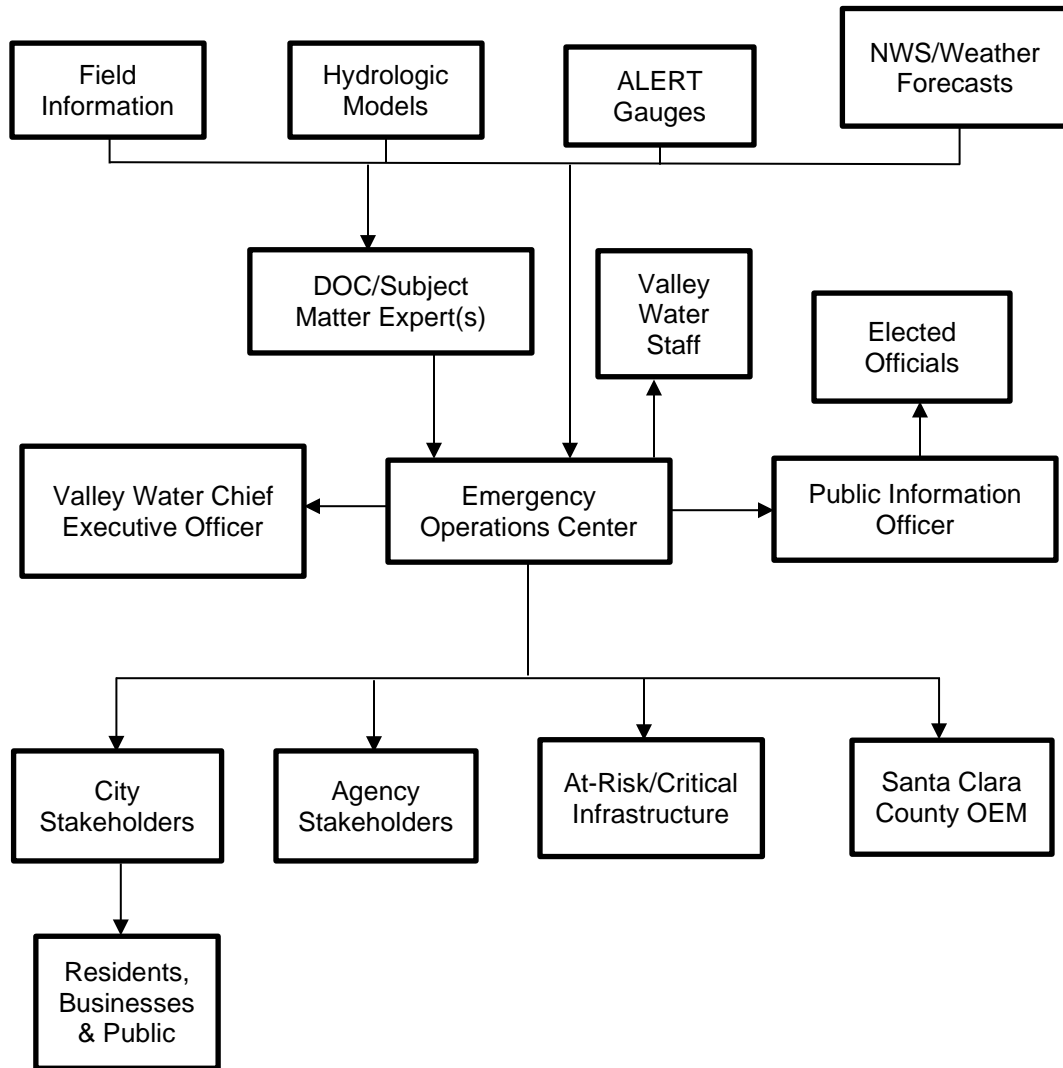 Field
Information
Hydrologic
Models
ALERT
Gauges
NWS/Weather
Forecasts
DOC/Subject
Matter Expert(s)
Valley
Water
Staff
Elected
Officials
Valley Water Chief
Executive Officer
Emergency
Operations Center
Public Information
Officer
City
Stakeholders
Agency
Stakeholders
At-Risk/Critical
Infrastructure
Santa Clara
County OEM
Residents,
Businesses
& Public